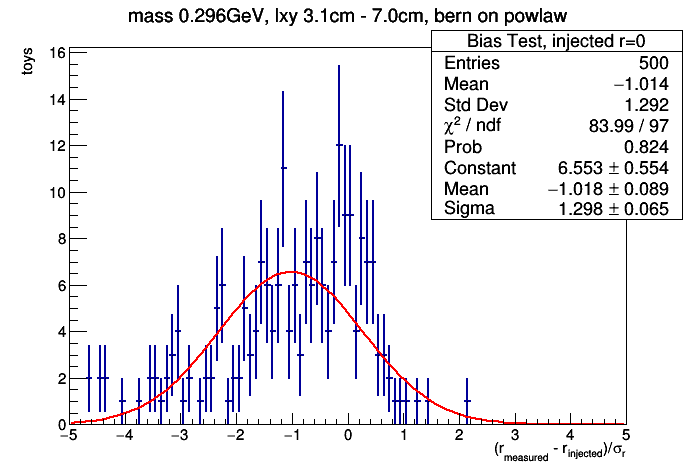 mass 0.296GeV, lxy 3.1cm - 7.0cm, bern on powlaw
toys
Bias Test, injected r=0
Entries 500
Mean −1.014
Std Dev 1.292
χ² / ndf 83.99 / 97
Prob 0.824
Constant 6.553 ± 0.554
Mean −1.018 ± 0.089
Sigma 1.298 ± 0.065
16
14
12
10
8
6
4
2
0
−5 −4 −3 −2 −1 0 1 2 3 4 5
(r_measured - r_injected)/σ_r